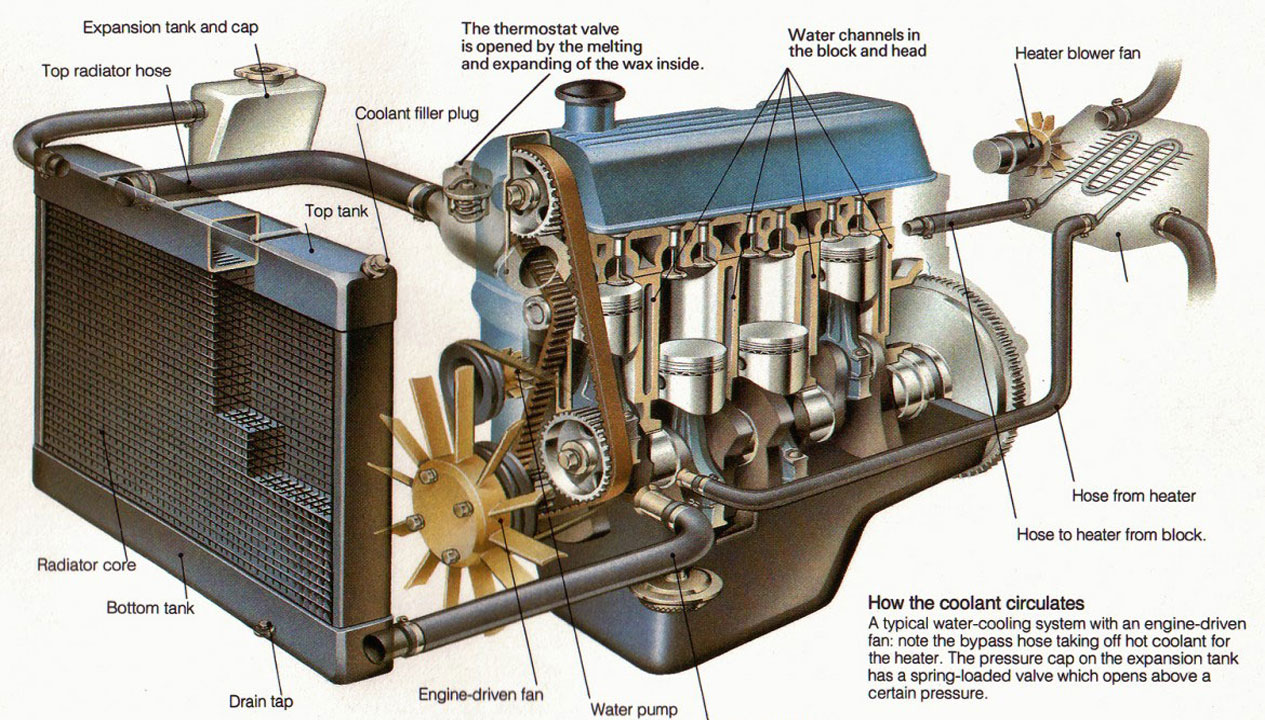 Expansion tank and cap
Top radiator hose
The thermostat valve
is opened by the melting
and expanding of the wax inside.
Coolant filler plug
Water channels in
the block and head
Heater blower fan
Top tank
Radiator core
Bottom tank
Drain tap
Engine-driven fan
Water pump
Hose from heater
Hose to heater from block.
How the coolant circulates
A typical water-cooling system with an engine-driven
fan: note the bypass hose taking off hot coolant for
the heater. The pressure cap on the expansion tank
has a spring-loaded valve which opens above a
certain pressure.